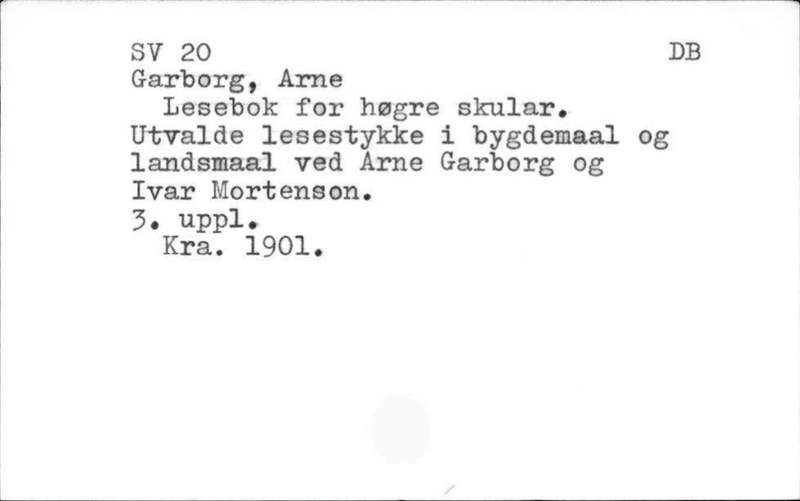 SV 20 DB
Garborg, Arne
Lesebok for høgre skular.
Utvalde lesestykke i bygdemaal og
landsmaal ved Arne Garborg og
Ivar Mortenson.
3. uppl.
Kra. 1901.